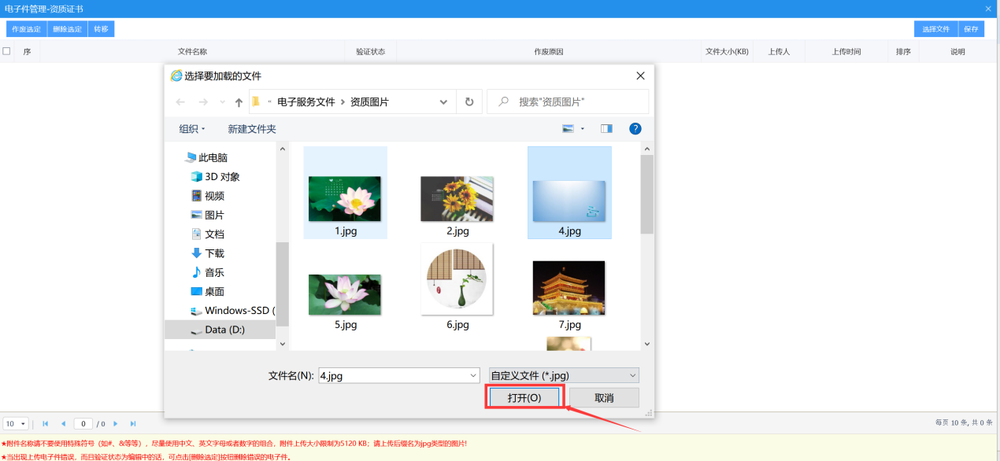 电子件管理-资质证书
作废选定 删除选定 转移 选择文件 保存
序 文件名称 验证状态 作废原因 文件大小(KB) 上传人 上传时间 排序 说明
选择要加载的文件
« 电子服务文件 › 资质图片 搜索"资质图片"
组织 新建文件夹
此电脑
3D 对象
视频
图片
文档
下载
音乐
桌面
Windows-SSD (
Data (D:)
1.jpg 2.jpg 4.jpg
5.jpg 6.jpg 7.jpg
文件名(N): 4.jpg 自定义文件 (*.jpg)
打开(O) 取消
10 0 / 0 每页 10 条, 共 0 条
★附件名称请不要使用特殊符号（如#、&等等），尽量使用中文、英文字母或者数字的组合，附件上传大小限制为5120 KB；请上传后缀名为jpg类型的图片!
★当出现上传电子件错误，而且验证状态为编辑中的话，可点击[删除选定]按钮删除错误的电子件。